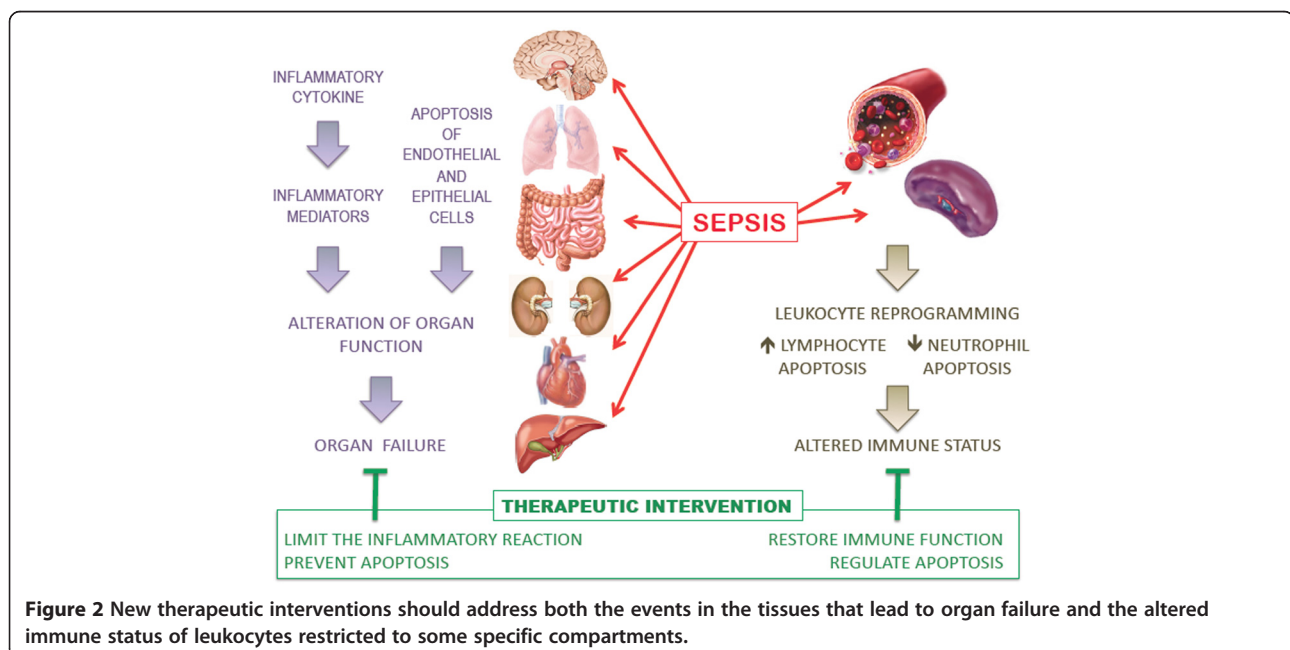 INFLAMMATORY
CYTOKINE
INFLAMMATORY
MEDIATORS
APOPTOSIS
OF
ENDOTHELIAL
AND
EPITHELIAL
CELLS
ALTERATION OF ORGAN
FUNCTION
ORGAN FAILURE
SEPSIS
LEUKOCYTE REPROGRAMMING
LYMPHOCYTE
APOPTOSIS
NEUTROPHIL
APOPTOSIS
ALTERED IMMUNE STATUS
THERAPEUTIC INTERVENTION
LIMIT THE INFLAMMATORY REACTION
PREVENT APOPTOSIS
RESTORE IMMUNE FUNCTION
REGULATE APOPTOSIS
Figure 2 New therapeutic interventions should address both the events in the tissues that lead to organ failure and the altered
immune status of leukocytes restricted to some specific compartments.